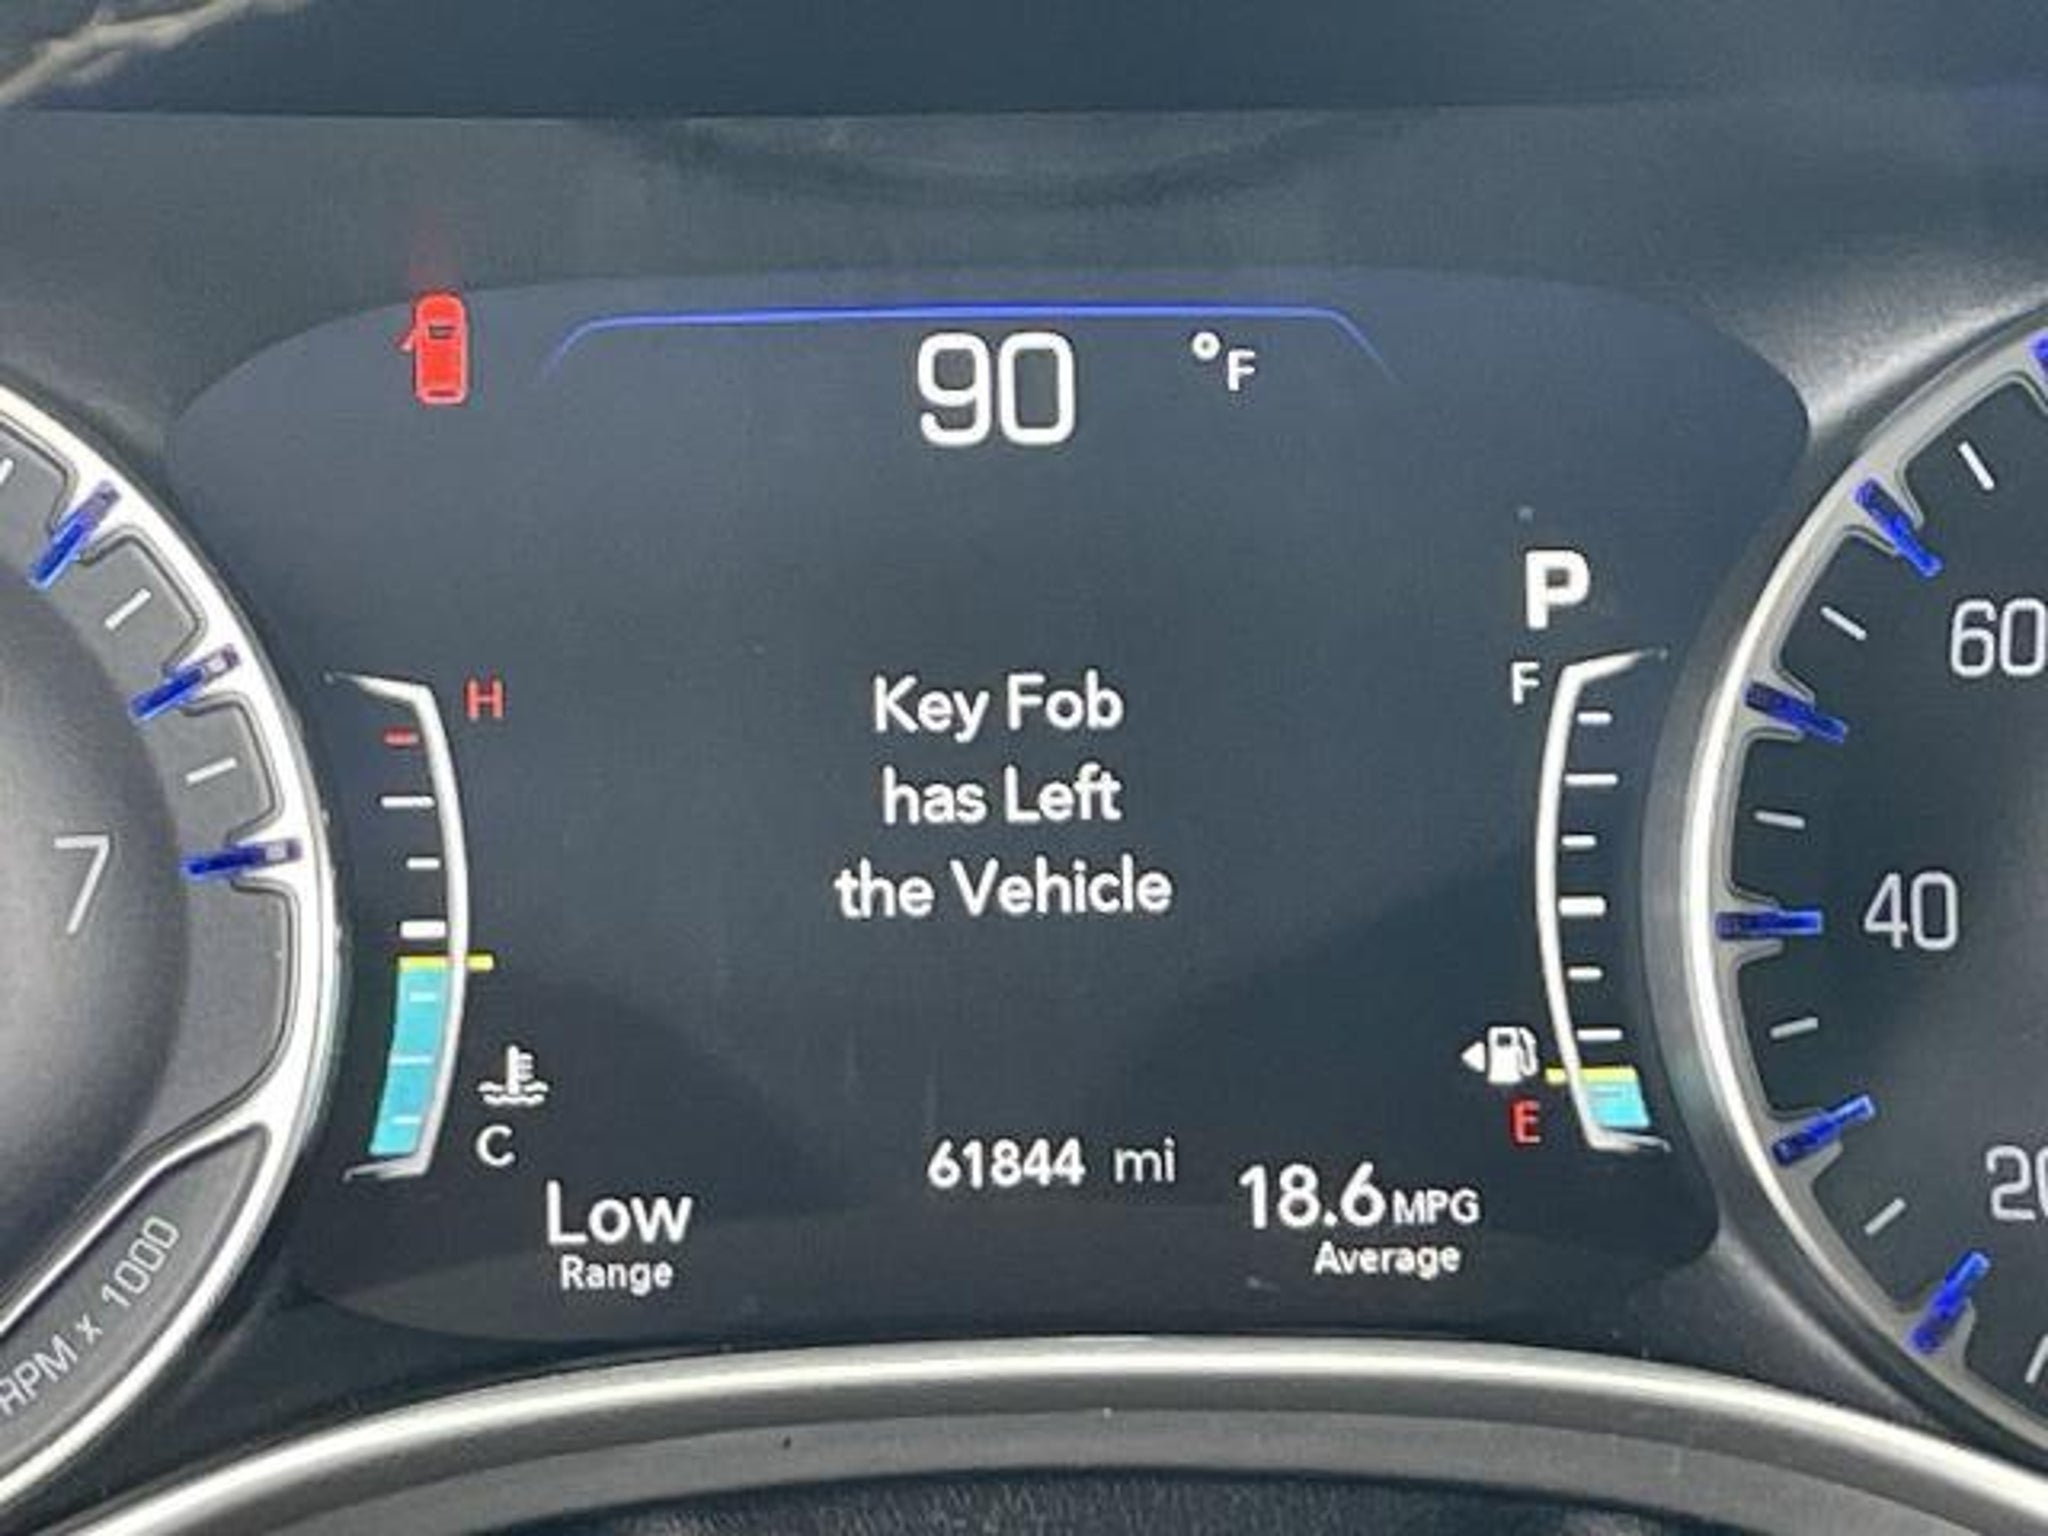 90 °F
P
H
F
Key Fob
has Left
the Vehicle
7
60
40
E
C
61844 mi
18.6 MPG
Average
Low
Range
20
RPM x 1000